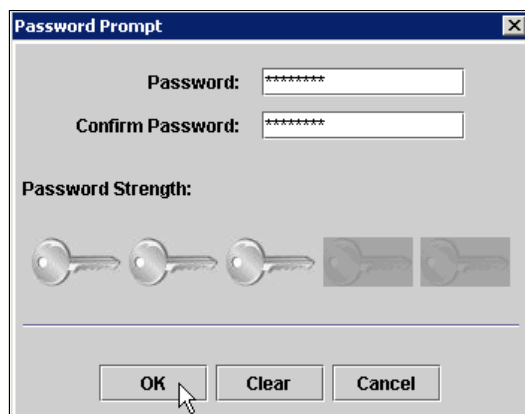 Password Prompt
Password: ********
Confirm Password: ********
Password Strength:
OK Clear Cancel